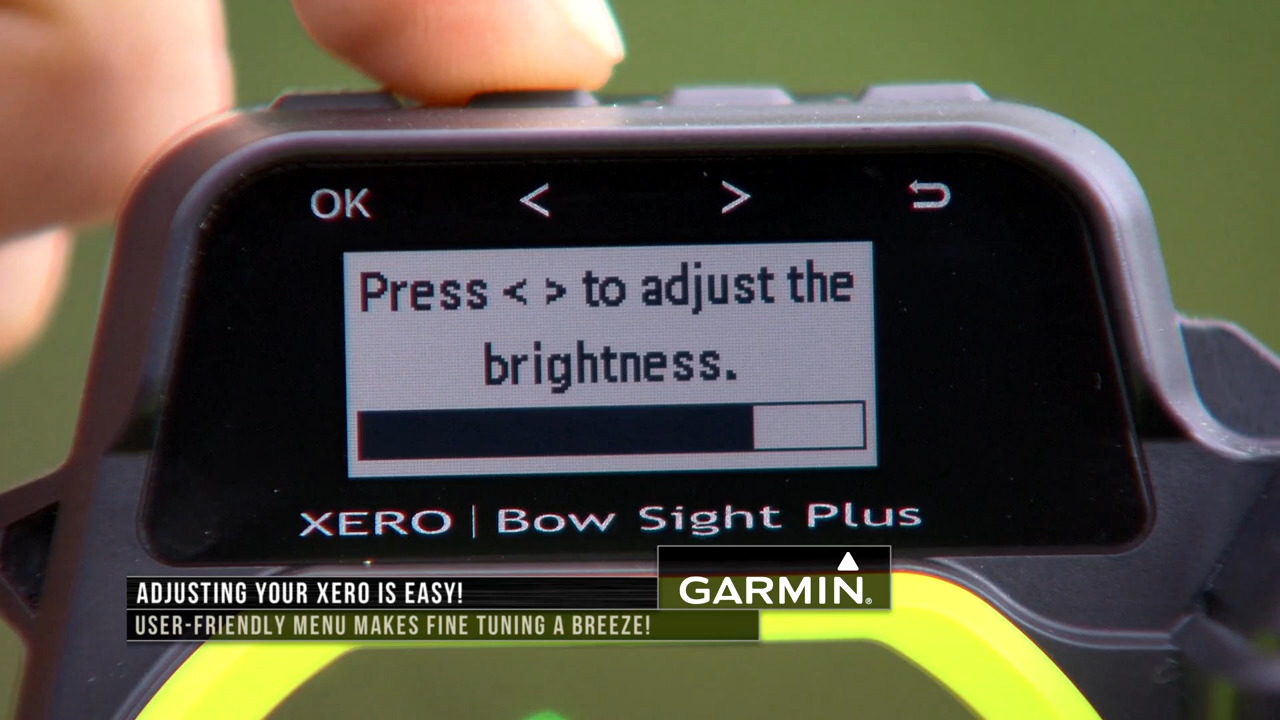 OK < >
Press < > to adjust the
brightness.
XERO | Bow Sight Plus
GARMIN®
ADJUSTING YOUR XERO IS EASY!
USER-FRIENDLY MENU MAKES FINE TUNING A BREEZE!